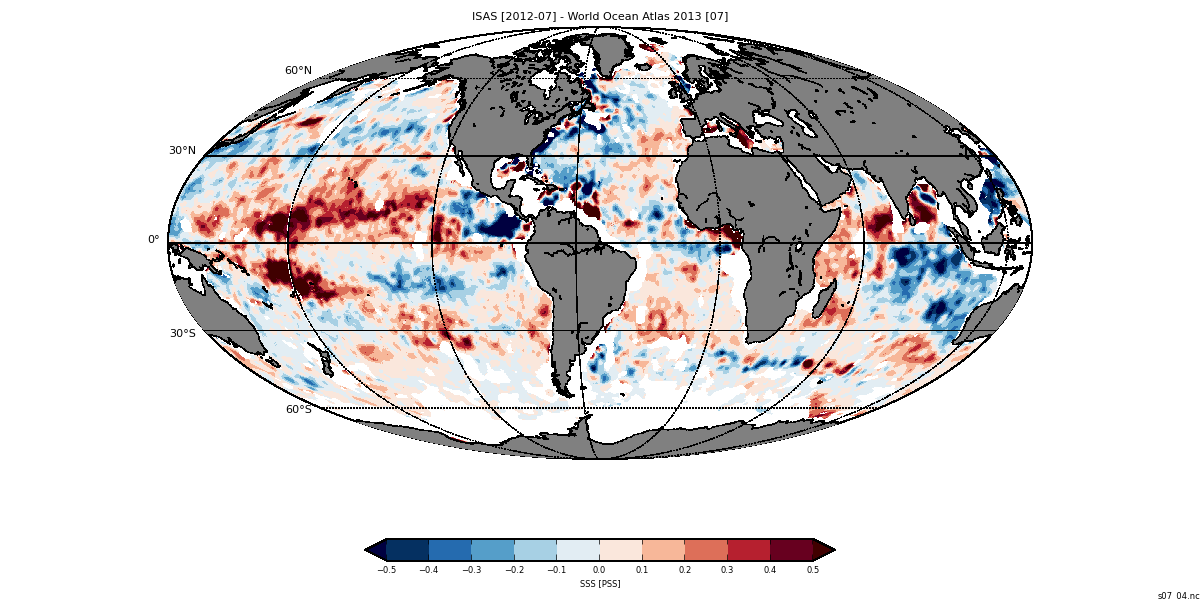 ISAS [2012-07] - World Ocean Atlas 2013 [07]
60°N
30°N
0°
30°S
60°S
−0.5 −0.4 −0.3 −0.2 −0.1 0.0 0.1 0.2 0.3 0.4 0.5
SSS [PSS]
s07_04.nc